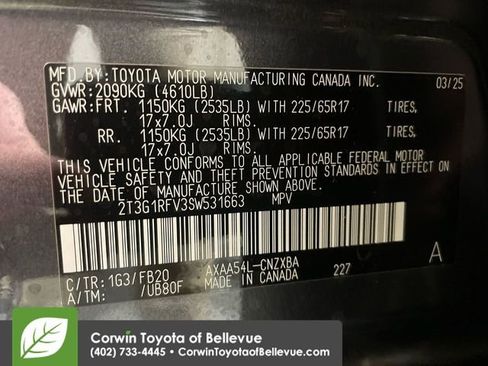 MFD.BY:TOYOTA MOTOR MANUFACTURING CANADA INC. 03/25
GVWR:2090KG (4610LB)
GAWR:FRT. 1150KG (2535LB) WITH 225/65R17 TIRES,
17x7.0J RIMS.
RR. 1150KG (2535LB) WITH 225/65R17 TIRES,
17x7.0J RIMS.
THIS VEHICLE CONFORMS TO ALL APPLICABLE FEDERAL MOTOR
VEHICLE SAFETY AND THEFT PREVENTION STANDARDS IN EFFECT ON
THE DATE OF MANUFACTURE SHOWN ABOVE.
2T3G1RFV3SW531663 MPV
C/TR: 1G3/FB20 AXAA54L-CNZXBA 227 A
A/TM: /UB80F MADE IN CANADA
Corwin Toyota of Bellevue
(402) 733-4445 • CorwinToyotaofBellevue.com